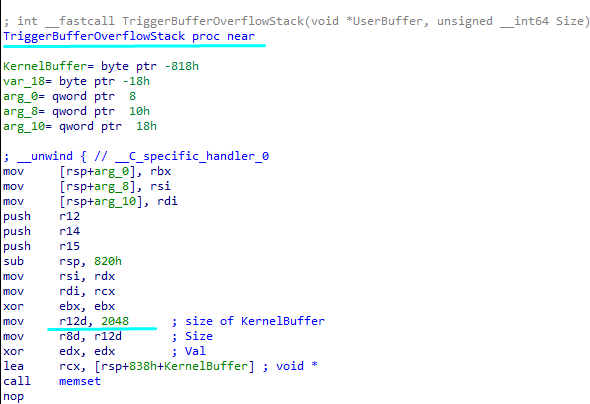 ; int __fastcall TriggerBufferOverflowStack(void *UserBuffer, unsigned __int64 Size)
TriggerBufferOverflowStack proc near
KernelBuffer= byte ptr -818h
var_18= byte ptr -18h
arg_0= qword ptr  8
arg_8= qword ptr  10h
arg_10= qword ptr  18h
; __unwind { // __C_specific_handler_0
mov     [rsp+arg_0], rbx
mov     [rsp+arg_8], rsi
mov     [rsp+arg_10], rdi
push    r12
push    r14
push    r15
sub     rsp, 820h
mov     rsi, rdx
mov     rdi, rcx
xor     ebx, ebx
mov     r12d, 2048      ; size of KernelBuffer
mov     r8d, r12d       ; Size
xor     edx, edx        ; Val
lea     rcx, [rsp+838h+KernelBuffer] ; void *
call    memset
nop